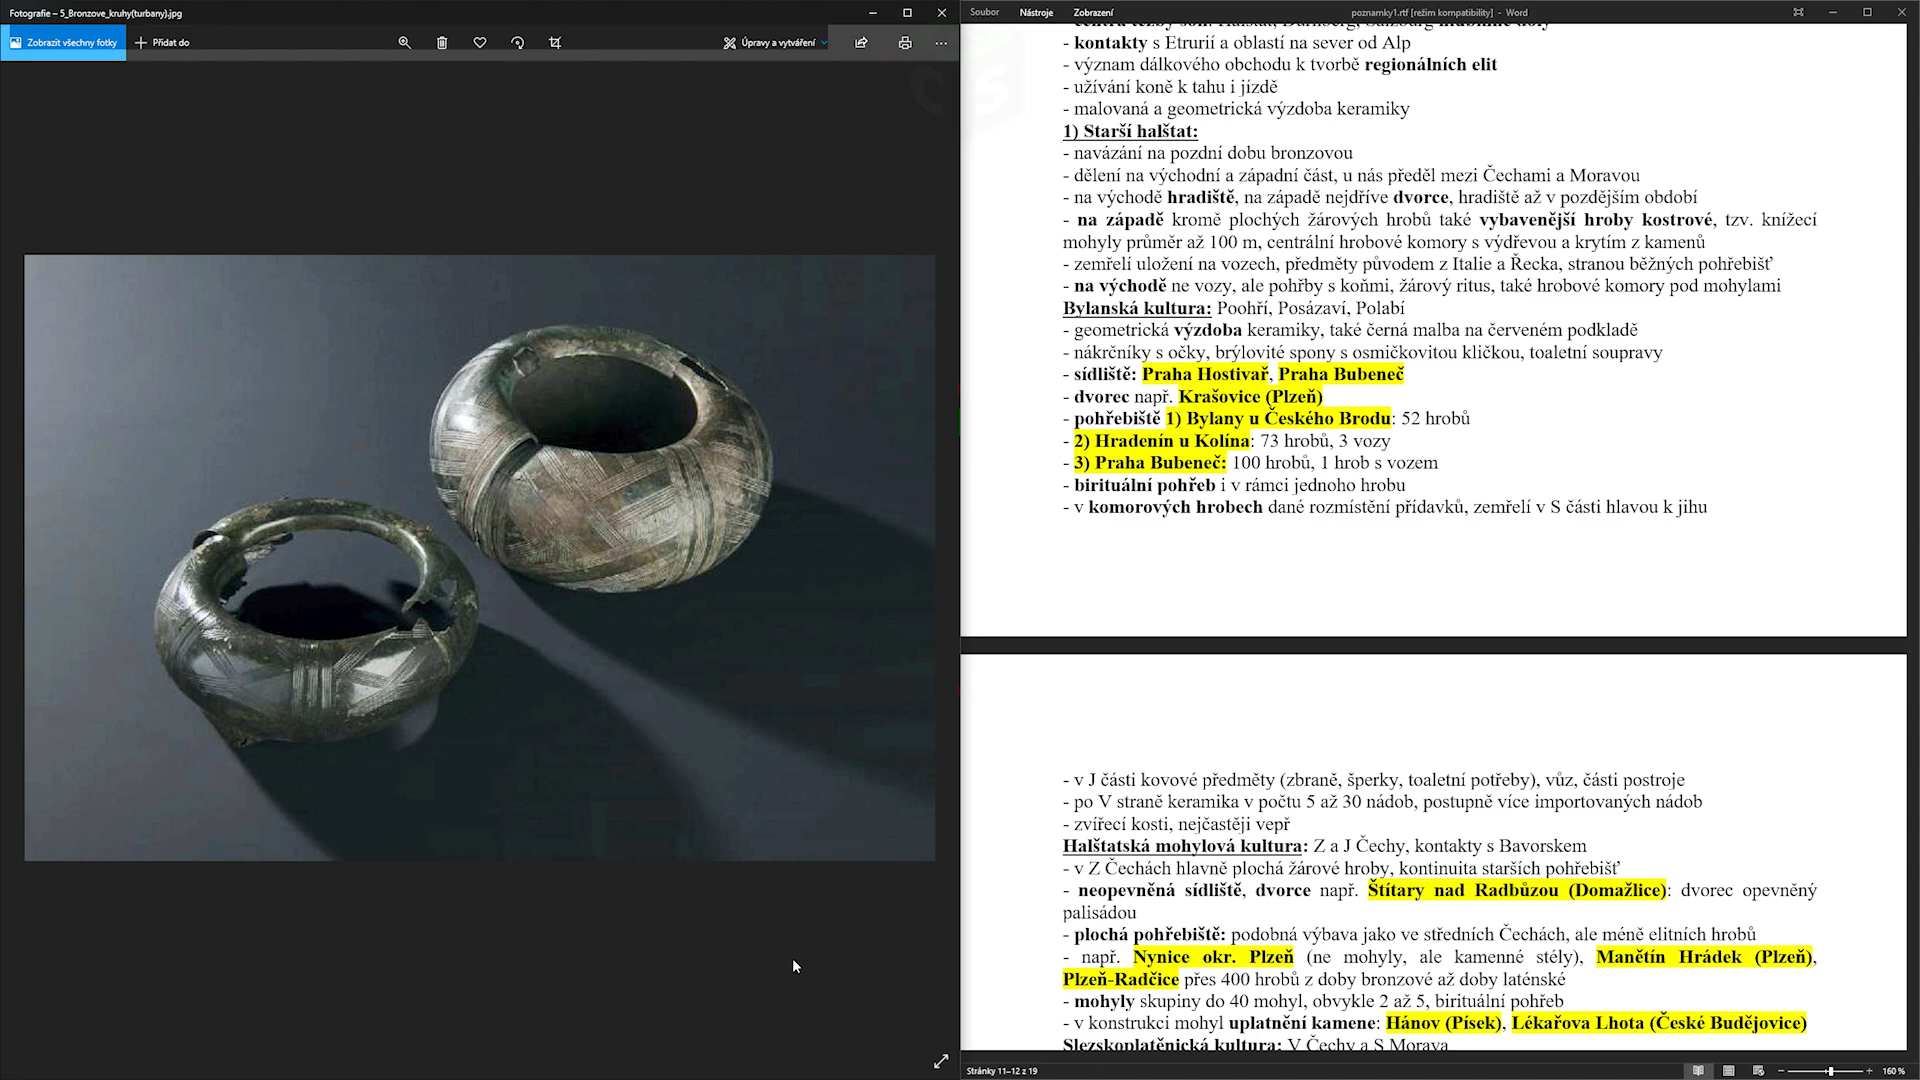 Fotografie – 5_Bronzove_kruhy(turbany).jpg
Zobrazit všechny fotky
Přidat do
Úpravy a vytváření
Soubor
Nástroje
Zobrazení
poznamky1.rtf [režim kompatibility] - Word
- kontakty s Etrurií a oblastí na sever od Alp
- význam dálkového obchodu k tvorbě regionálních elit
- užívání koně k tahu i jízdě
- malovaná a geometrická výzdoba keramiky
1) Starší halštat:
- navázání na pozdní dobu bronzovou
- dělení na východní a západní část, u nás předěl mezi Čechami a Moravou
- na východě hradiště, na západě nejdříve dvorce, hradiště až v pozdějším období
- na západě kromě plochých žárových hrobů také vybavenější hroby kostrové, tzv. knížecí
mohyly průměr až 100 m, centrální hrobové komory s výdřevou a krytím z kamenů
- zemřelí uložení na vozech, předměty původem z Italie a Řecka, stranou běžných pohřebišť
- na východě ne vozy, ale pohřby s koňmi, žárový ritus, také hrobové komory pod mohylami
Bylanská kultura: Poohří, Posázaví, Polabí
- geometrická výzdoba keramiky, také černá malba na červeném podkladě
- nákrčníky s očky, brýlovité spony s osmičkovitou kličkou, toaletní soupravy
- sídliště: Praha Hostivař, Praha Bubeneč
- dvorec např. Krašovice (Plzeň)
- pohřebiště 1) Bylany u Českého Brodu: 52 hrobů
- 2) Hradenín u Kolína: 73 hrobů, 3 vozy
- 3) Praha Bubeneč: 100 hrobů, 1 hrob s vozem
- birituální pohřeb i v rámci jednoho hrobu
- v komorových hrobech dané rozmístění přídavků, zemřelí v S části hlavou k jihu
- v J části kovové předměty (zbraně, šperky, toaletní potřeby), vůz, části postroje
- po V straně keramika v počtu 5 až 30 nádob, postupně více importovaných nádob
- zvířecí kosti, nejčastěji vepř
Halštatská mohylová kultura: Z a J Čechy, kontakty s Bavorskem
- v Z Čechách hlavně plochá žárové hroby, kontinuita starších pohřebišť
- neopevněná sídliště, dvorce např. Štítary nad Radbůzou (Domažlice): dvorec opevněný
palisádou
- plochá pohřebiště: podobná výbava jako ve středních Čechách, ale méně elitních hrobů
- např. Nynice okr. Plzeň (ne mohyly, ale kamenné stély), Manětín Hrádek (Plzeň),
Plzeň-Radčice přes 400 hrobů z doby bronzové až doby laténské
- mohyly skupiny do 40 mohyl, obvykle 2 až 5, birituální pohřeb
- v konstrukci mohyl uplatnění kamene: Hánov (Písek), Lékařova Lhota (České Budějovice)
Slezskoplatěnická kultura: V Čechy a S Morava
Stránky 11–12 z 19
160 %